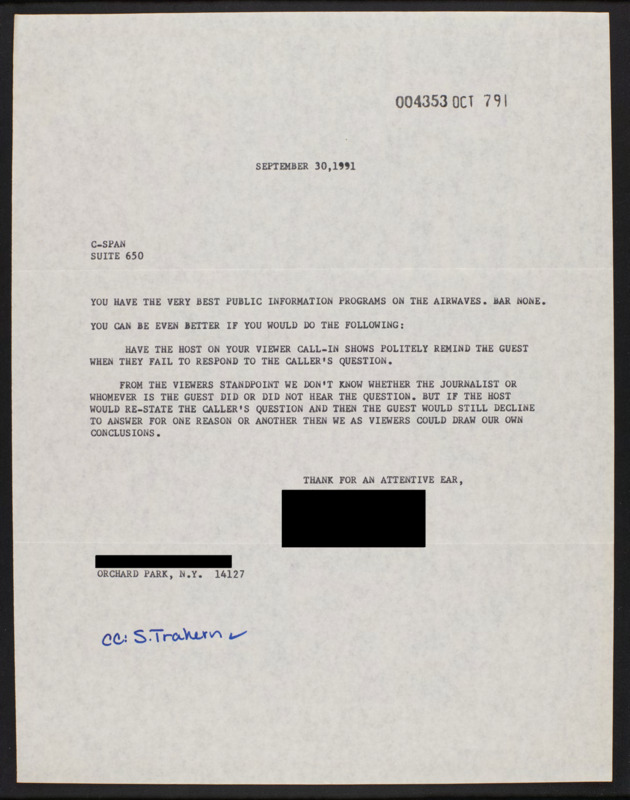 004353 OCT 7 91
SEPTEMBER 30,1991
C-SPAN
SUITE 650
YOU HAVE THE VERY BEST PUBLIC INFORMATION PROGRAMS ON THE AIRWAVES. BAR NONE.
YOU CAN BE EVEN BETTER IF YOU WOULD DO THE FOLLOWING:
HAVE THE HOST ON YOUR VIEWER CALL-IN SHOWS POLITELY REMIND THE GUEST
WHEN THEY FAIL TO RESPOND TO THE CALLER'S QUESTION.
FROM THE VIEWERS STANDPOINT WE DON'T KNOW WHETHER THE JOURNALIST OR
WHOMEVER IS THE GUEST DID OR DID NOT HEAR THE QUESTION. BUT IF THE HOST
WOULD RE-STATE THE CALLER'S QUESTION AND THEN THE GUEST WOULD STILL DECLINE
TO ANSWER FOR ONE REASON OR ANOTHER THEN WE AS VIEWERS COULD DRAW OUR OWN
CONCLUSIONS.
THANK FOR AN ATTENTIVE EAR,
ORCHARD PARK, N.Y. 14127
cc: S.Trahern ✓